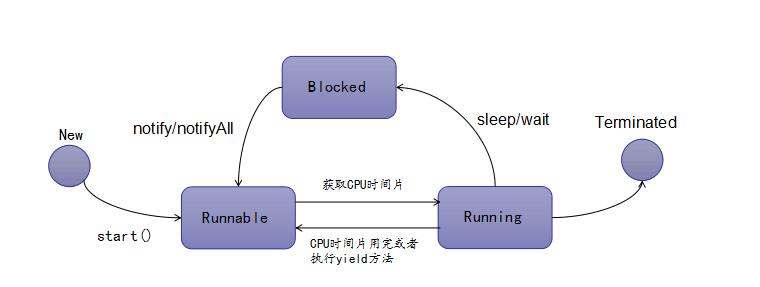 Blocked
notify/notifyAll
sleep/wait
Terminated
New
Runnable
获取CPU时间片
Running
start()
CPU时间片用完或者
执行yield方法